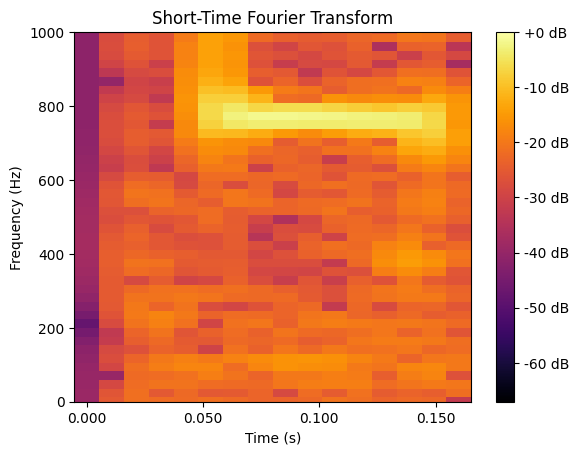 Short-Time Fourier Transform
1000
800
600
400
200
0
Frequency (Hz)
0.000
0.050
0.100
0.150
Time (s)
+0 dB
-10 dB
-20 dB
-30 dB
-40 dB
-50 dB
-60 dB